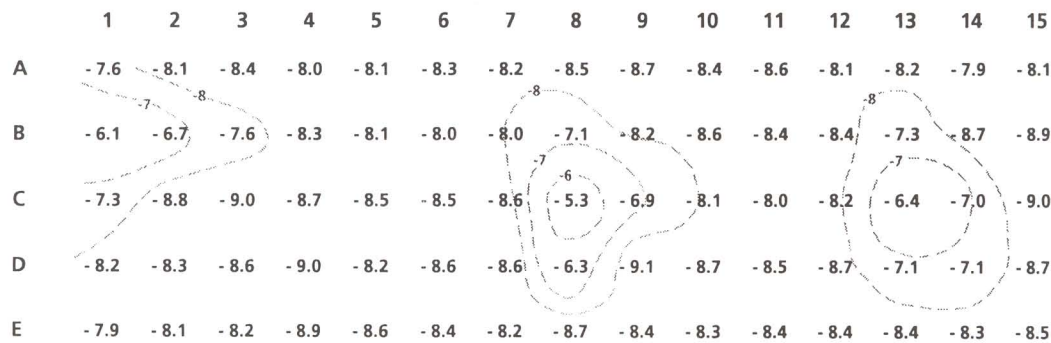 1 2 3 4 5 6 7 8 9 10 11 12 13 14 15
A - 7.6 - 8.1 - 8.4 - 8.0 - 8.1 - 8.3 - 8.2 - 8.5 - 8.7 - 8.4 - 8.6 - 8.1 - 8.2 - 7.9 - 8.1
-7 -8 -8 -8
B - 6.1 - 6.7 - 7.6 - 8.3 - 8.1 - 8.0 - 8.0 - 7.1 - 8.2 - 8.6 - 8.4 - 8.4 - 7.3 - 8.7 - 8.9
-7 -6 -7
C - 7.3 - 8.8 - 9.0 - 8.7 - 8.5 - 8.5 - 8.6 - 5.3 - 6.9 - 8.1 - 8.0 - 8.2 - 6.4 - 7.0 - 9.0
D - 8.2 - 8.3 - 8.6 - 9.0 - 8.2 - 8.6 - 8.6 - 6.3 - 9.1 - 8.7 - 8.5 - 8.7 - 7.1 - 7.1 - 8.7
E - 7.9 - 8.1 - 8.2 - 8.9 - 8.6 - 8.4 - 8.2 - 8.7 - 8.4 - 8.3 - 8.4 - 8.4 - 8.4 - 8.3 - 8.5